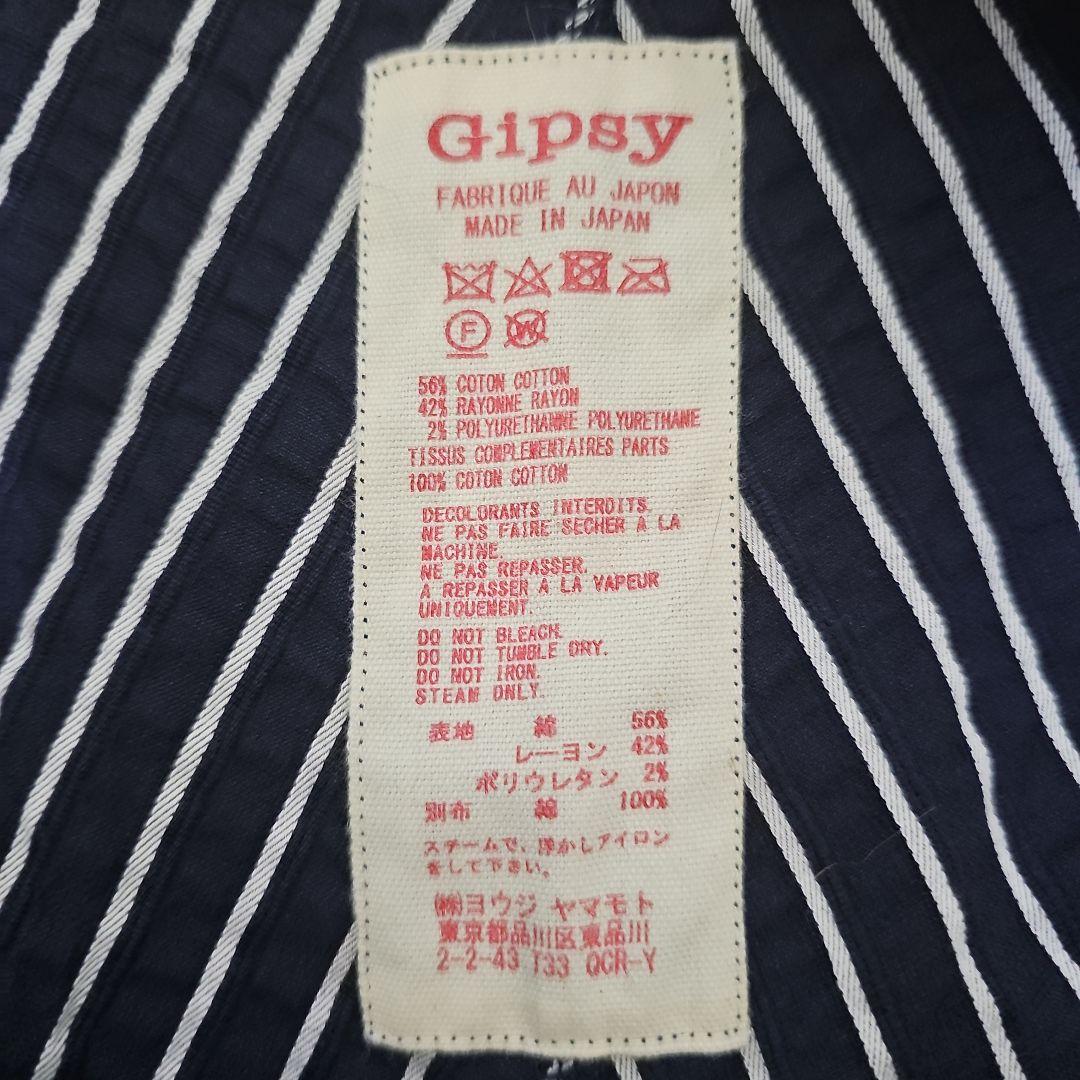 Gipsy
FABRIQUE AU JAPON
MADE IN JAPAN
F W
56% COTON COTTON
42% RAYONNE RAYON
2% POLYURETHANNE POLYURETHANE
TISSUS COMPLEMENTAIRES PARTS
100% COTON COTTON
DECOLORANTS INTERDITS.
NE PAS FAIRE SECHER A LA
MACHINE.
NE PAS REPASSER.
A REPASSER A LA VAPEUR
UNIQUEMENT.
DO NOT BLEACH.
DO NOT TUMBLE DRY.
DO NOT IRON.
STEAM ONLY.
表地 綿 56%
レーヨン 42%
ポリウレタン 2%
別布 綿 100%
スチームで、浮かしアイロン
をして下さい。
㈱ヨウジ ヤマモト
東京都品川区東品川
2-2-43 T33 QCR-Y